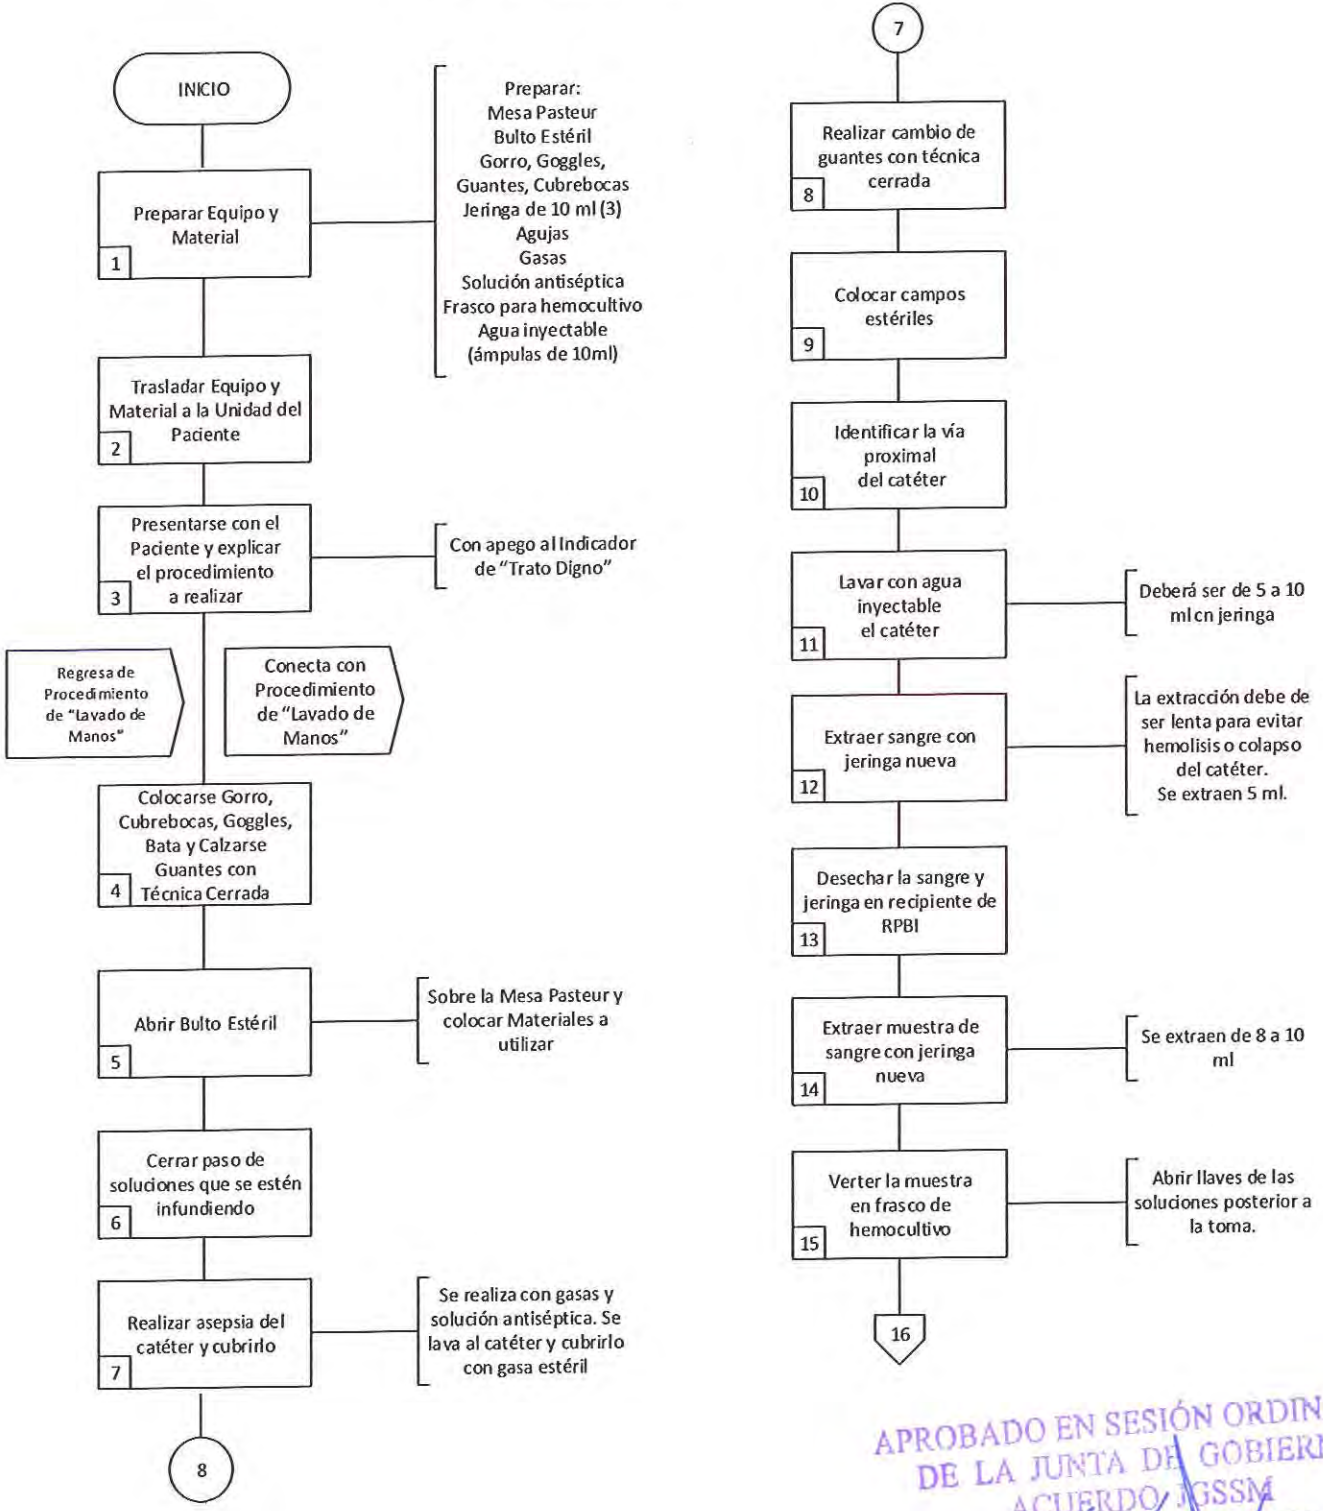 INICIO
Preparar Equipo y
Material
1
Preparar:
Mesa Pasteur
Bulto Estéril
Gorro, Goggles,
Guantes, Cubrebocas
Jeringa de 10 ml (3)
Agujas
Gasas
Solución antiséptica
Frasco para hemocultivo
Agua inyectable
(ámpulas de 10ml)
Trasladar Equipo y
Material a la Unidad del
Paciente
2
Presentarse con el
Paciente y explicar
el procedimiento
a realizar
3
Con apego al Indicador
de "Trato Digno"
Regresa de
Procedimiento
de "Lavado de
Manos"
Conecta con
Procedimiento
de "Lavado de
Manos"
Colocarse Gorro,
Cubrebocas, Goggles,
Bata y Calzarse
Guantes con
Técnica Cerrada
4
Abrir Bulto Estéril
5
Sobre la Mesa Pasteur y
colocar Materiales a
utilizar
Cerrar paso de
soluciones que se estén
infundiendo
6
Realizar asepsia del
catéter y cubrirlo
7
Se realiza con gasas y
solución antiséptica. Se
lava al catéter y cubrirlo
con gasa estéril
8
7
Realizar cambio de
guantes con técnica
cerrada
8
Colocar campos
estériles
9
Identificar la vía
proximal
del catéter
10
Lavar con agua
inyectable
el catéter
11
Deberá ser de 5 a 10
ml cn jeringa
Extraer sangre con
jeringa nueva
12
La extracción debe de
ser lenta para evitar
hemolisis o colapso
del catéter.
Se extraen 5 ml.
Desechar la sangre y
jeringa en recipiente de
RPBI
13
Extraer muestra de
sangre con jeringa
nueva
14
Se extraen de 8 a 10
ml
Verter la muestra
en frasco de
hemocultivo
15
Abrir llaves de las
soluciones posterior a
la toma.
16
APROBADO EN SESIÓN ORDIN
DE LA JUNTA DE GOBIER
ACUERDO JGSSM